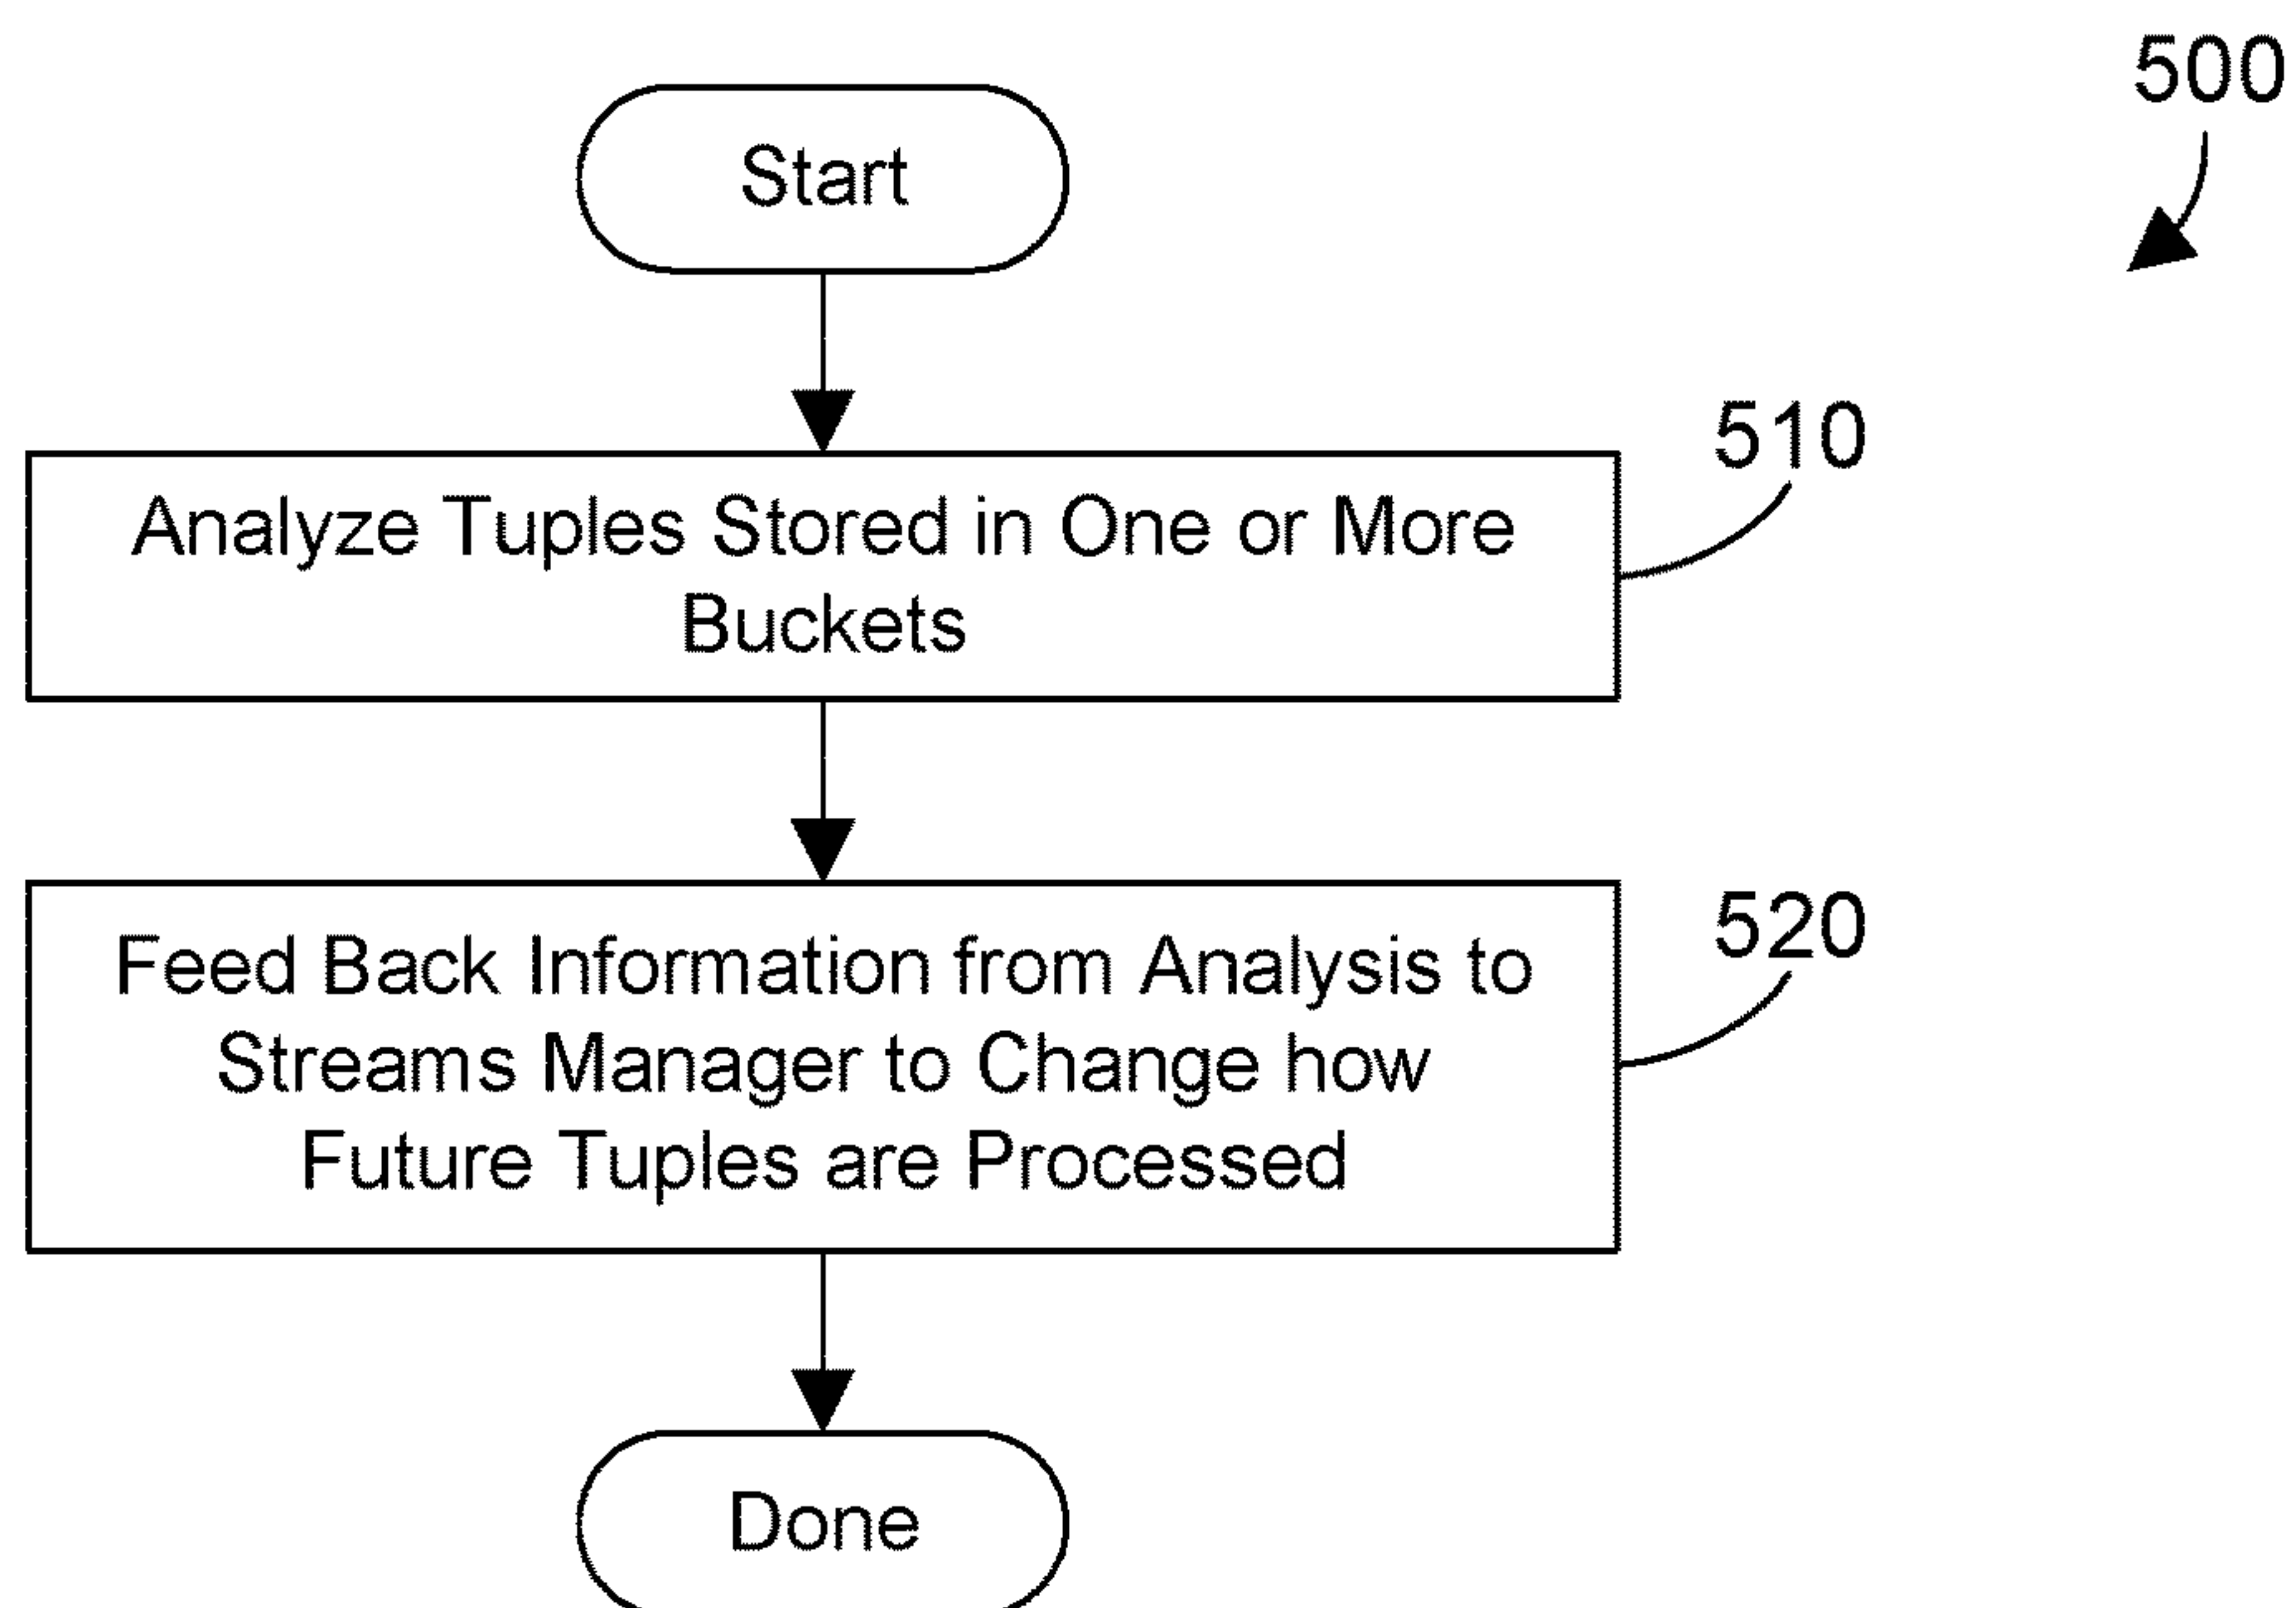 500
Start
510
Analyze Tuples Stored in One or More
Buckets
520
Feed Back Information from Analysis to
Streams Manager to Change how
Future Tuples are Processed
Done